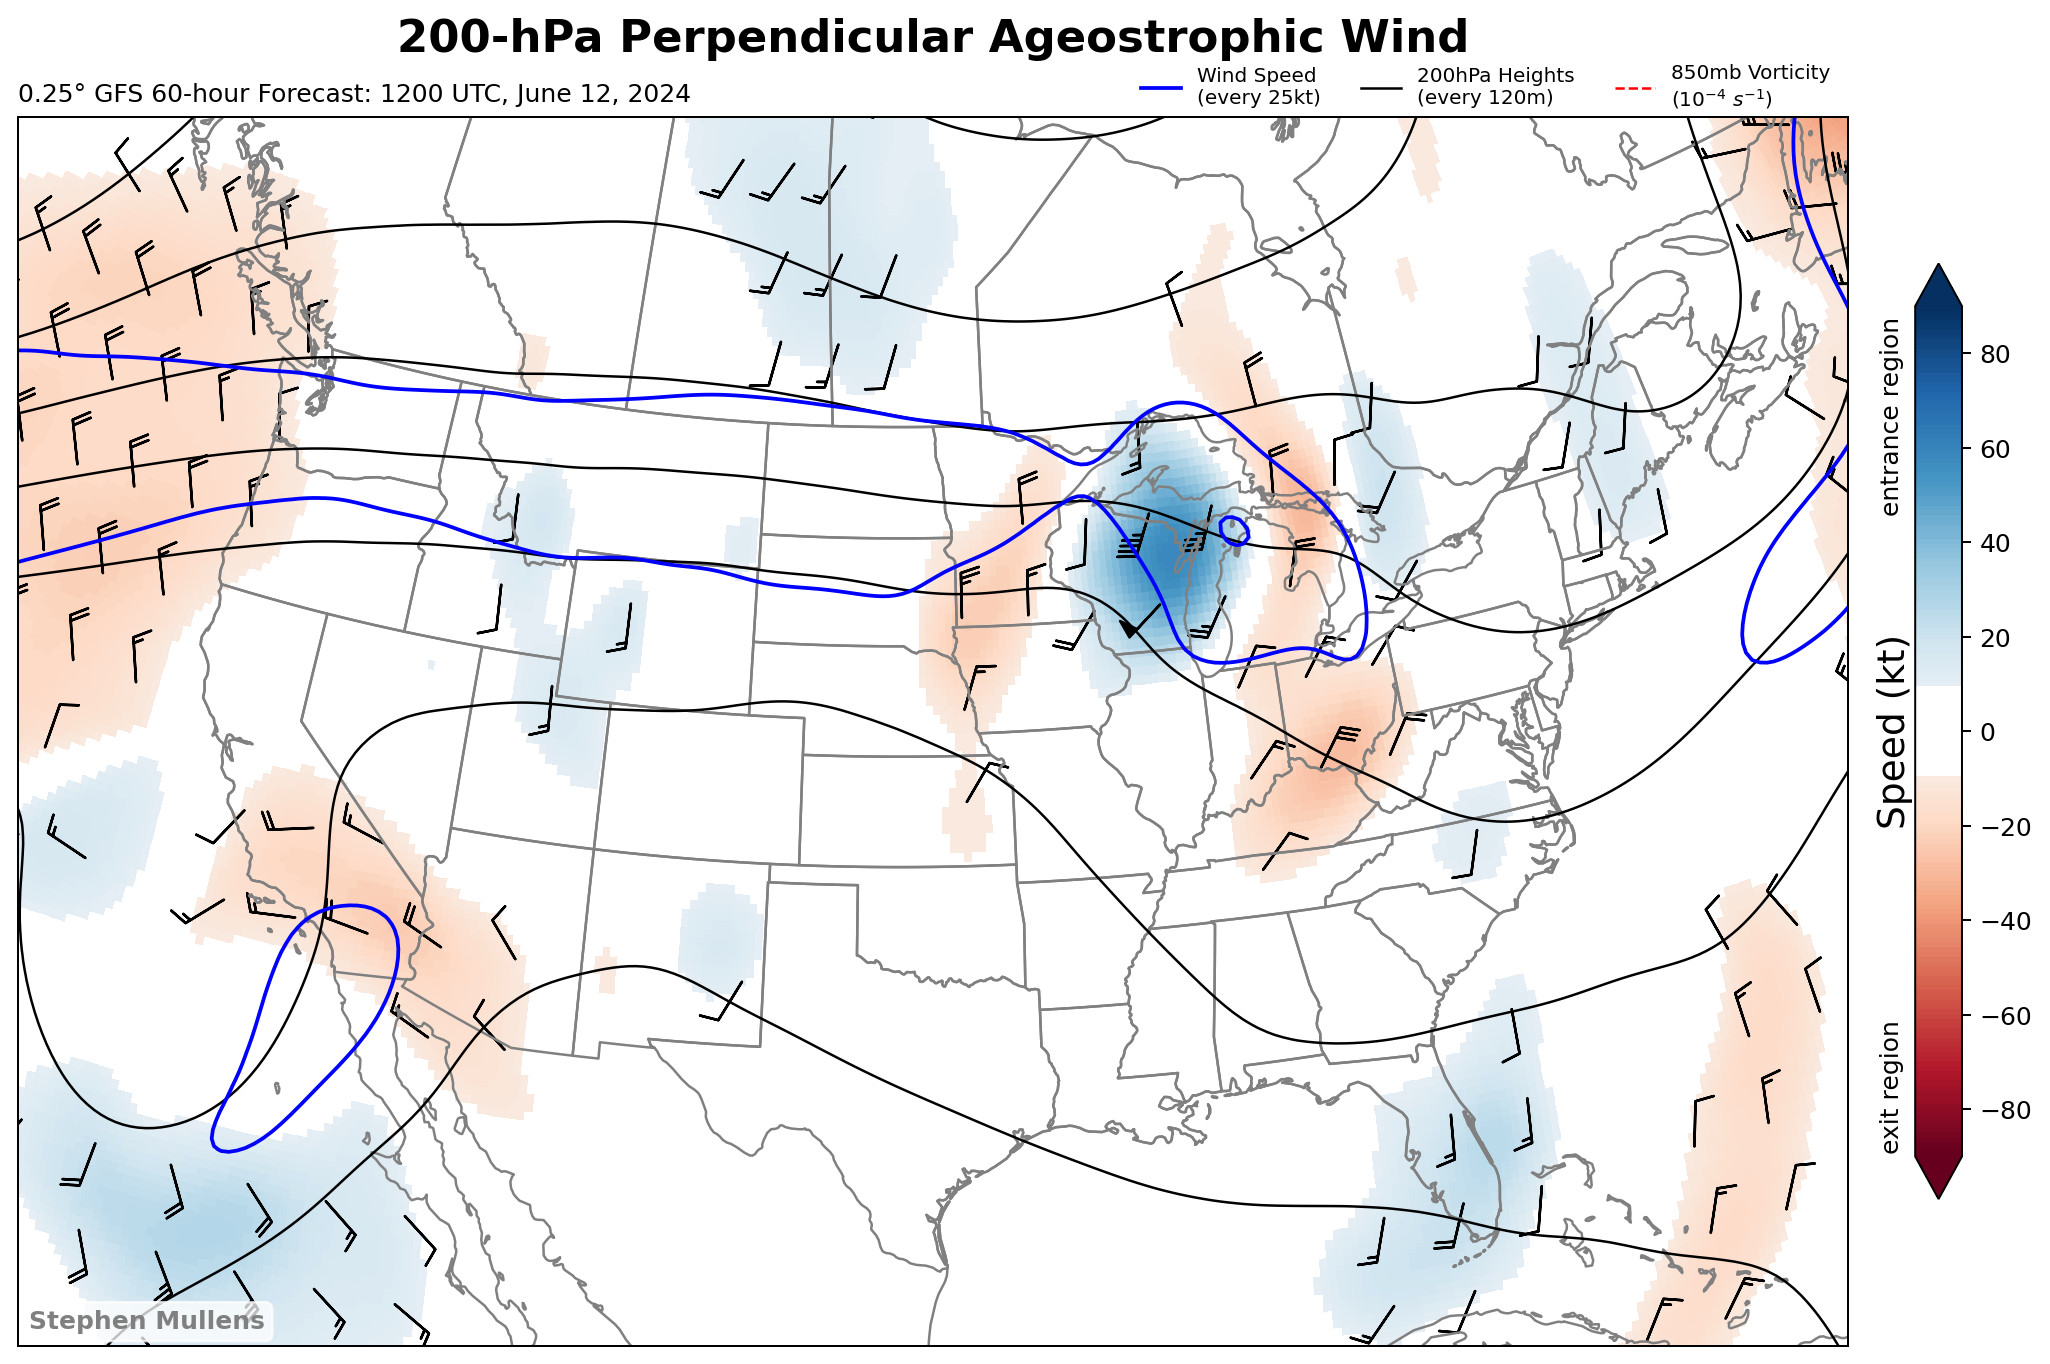 200-hPa Perpendicular Ageostrophic Wind
0.25° GFS 60-hour Forecast: 1200 UTC, June 12, 2024
Wind Speed
(every 25kt)
200hPa Heights
(every 120m)
850mb Vorticity
(10⁻⁴ s⁻¹)
entrance region
Speed (kt)
exit region
80
60
40
20
0
−20
−40
−60
−80
Stephen Mullens